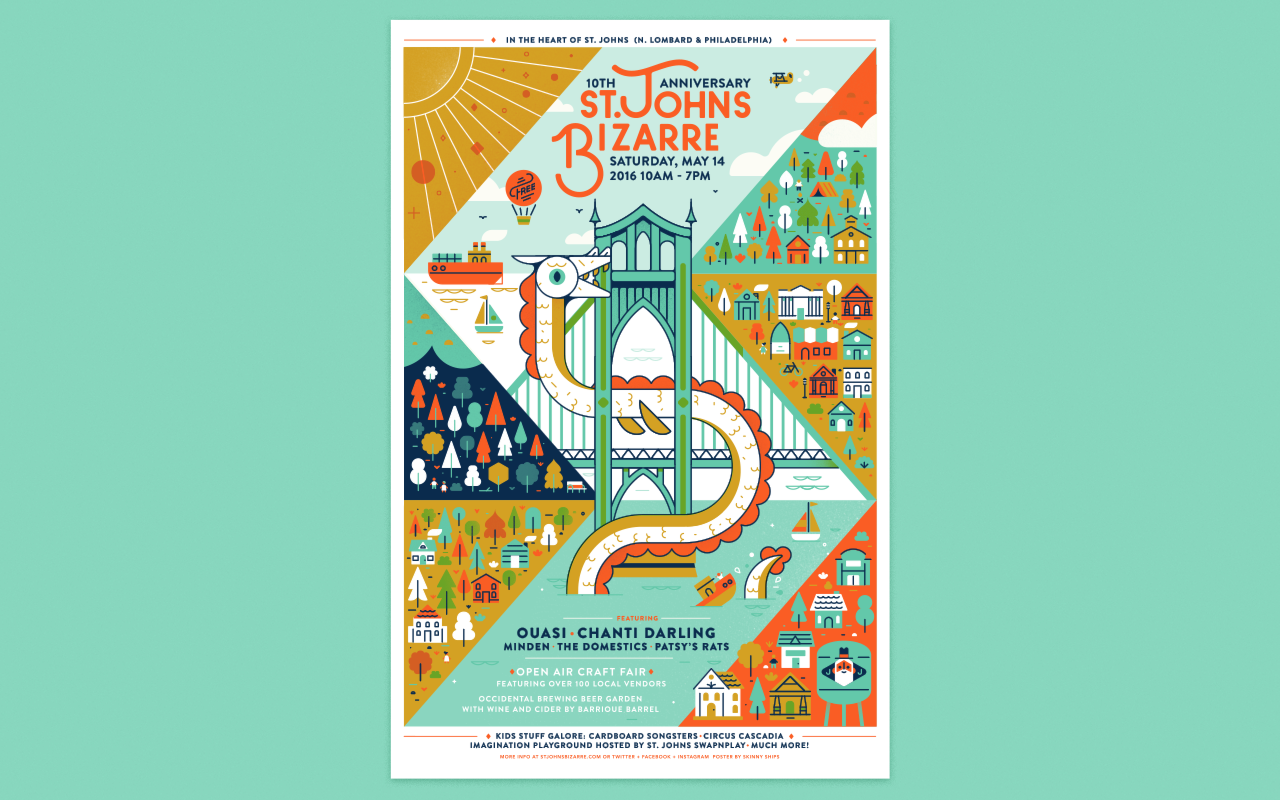 IN THE HEART OF ST. JOHNS (N. LOMBARD & PHILADELPHIA)
10TH ANNIVERSARY
ST. JOHNS
BIZARRE
SATURDAY, MAY 14
2016 10AM - 7PM
FREE
FEATURING
OUASI • CHANTI DARLING
MINDEN • THE DOMESTICS • PATSY'S RATS
OPEN AIR CRAFT FAIR
FEATURING OVER 100 LOCAL VENDORS
OCCIDENTAL BREWING BEER GARDEN
WITH WINE AND CIDER BY BARRIQUE BARREL
KIDS STUFF GALORE: CARDBOARD SONGSTERS • CIRCUS CASCADIA
IMAGINATION PLAYGROUND HOSTED BY ST. JOHNS SWAPNPLAY • MUCH MORE!
MORE INFO AT STJOHNSBIZARRE.COM OR TWITTER + FACEBOOK + INSTAGRAM POSTER BY SKINNY SHIPS